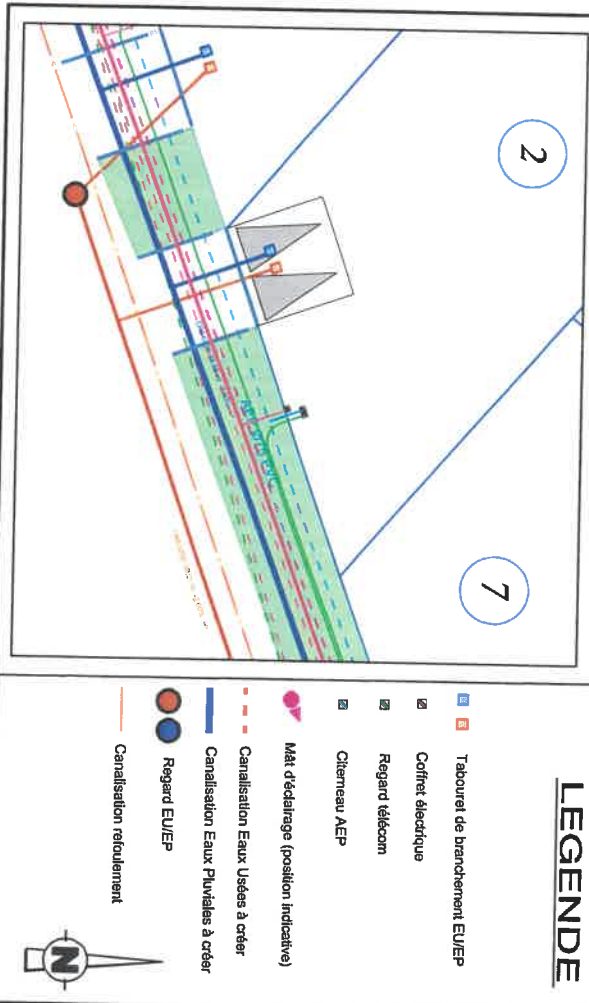 2
7
LEGENDE
Tabouret de branchement EU/EP
Coffret électrique
Regard télécom
Citerneau AEP
Mât d'éclairage (position indicative)
Canalisation Eaux Usées à créer
Canalisation Eaux Pluviales à créer
Regard EU/EP
Canalisation refoulement
N